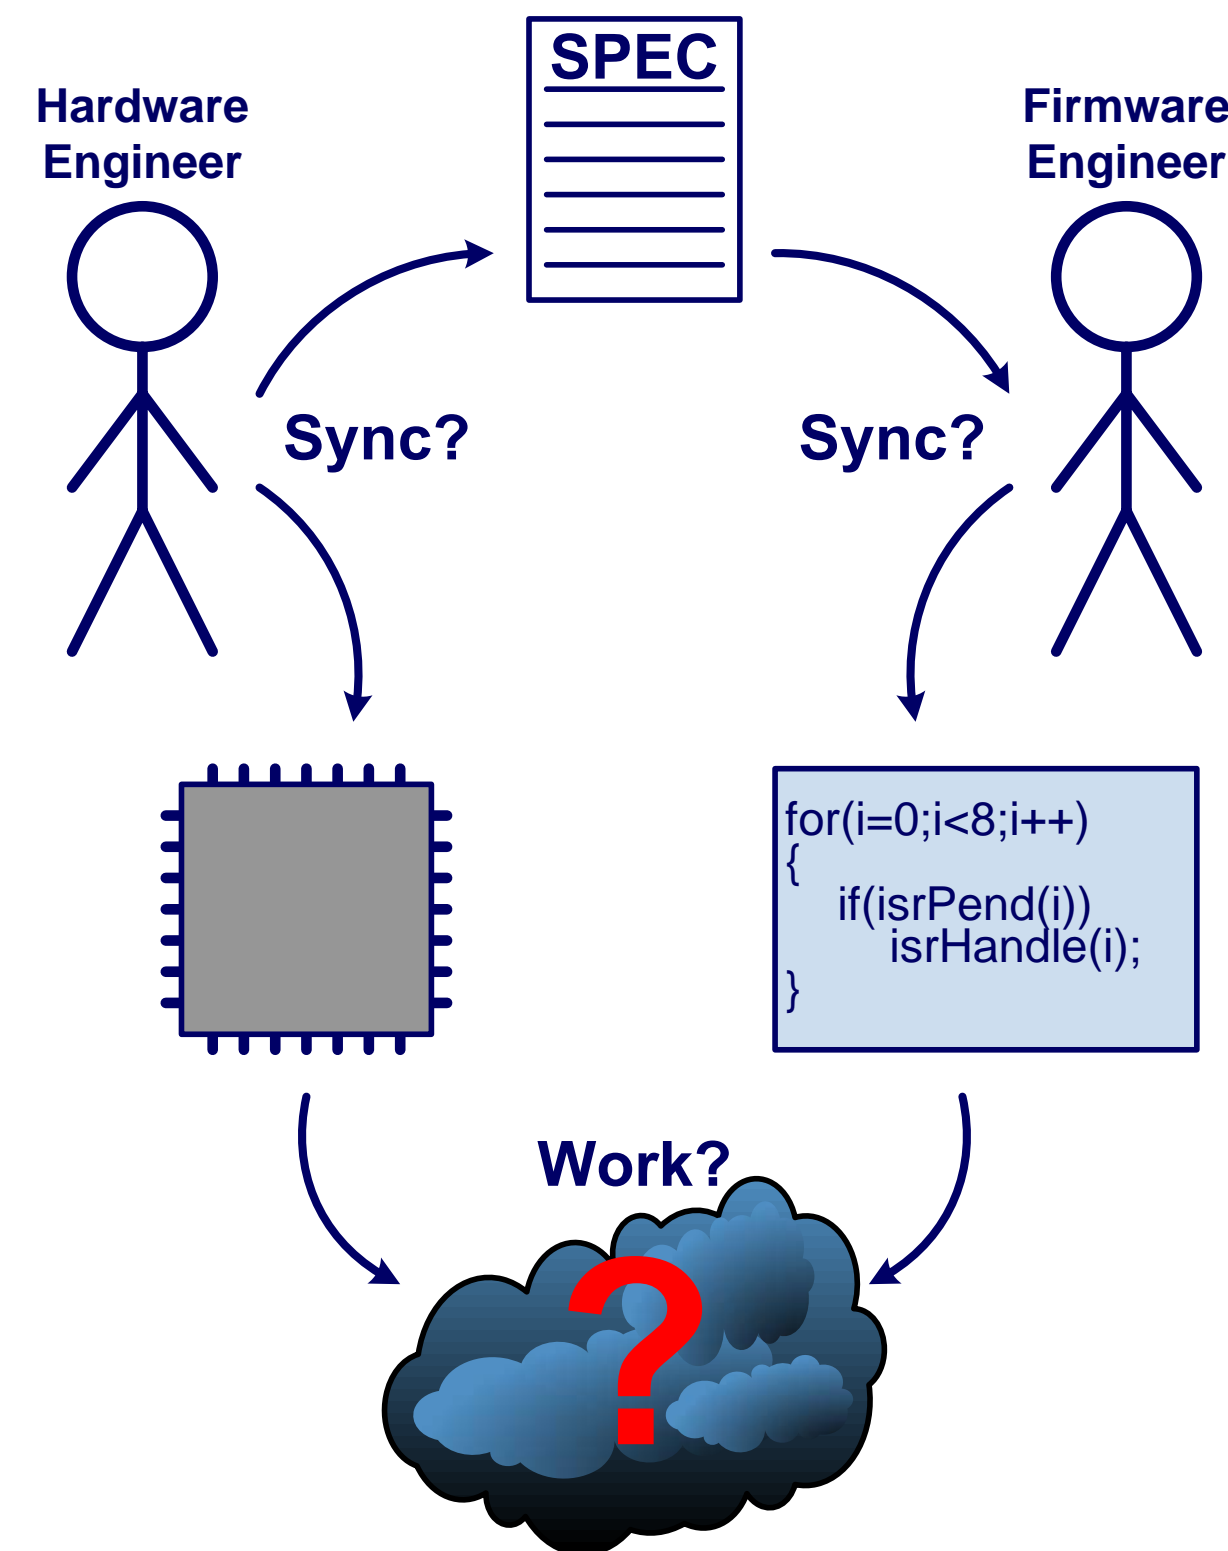 SPEC
Hardware
Engineer
Firmware
Engineer
Sync?
Sync?
for(i=0;i<8;i++)
{
if(isrPend(i))
isrHandle(i);
}
Work?
?